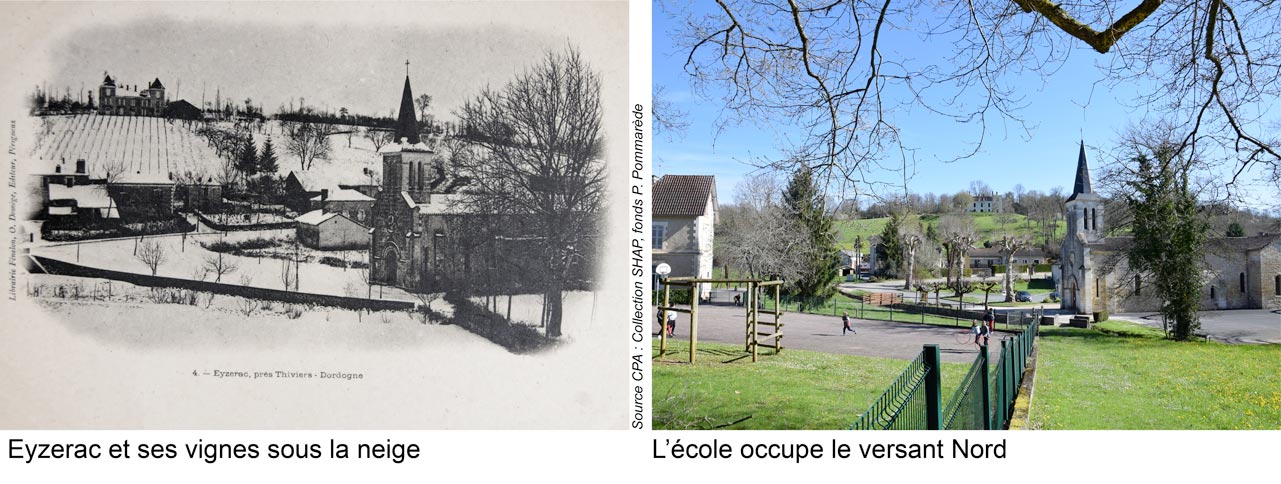 Librairie Fendon, O. Domège, Editeur, Périgueux
4. — Eyzerac, près Thiviers - Dordogne
Source CPA : Collection SHAP, fonds P. Pommarède
Eyzerac et ses vignes sous la neige
L'école occupe le versant Nord